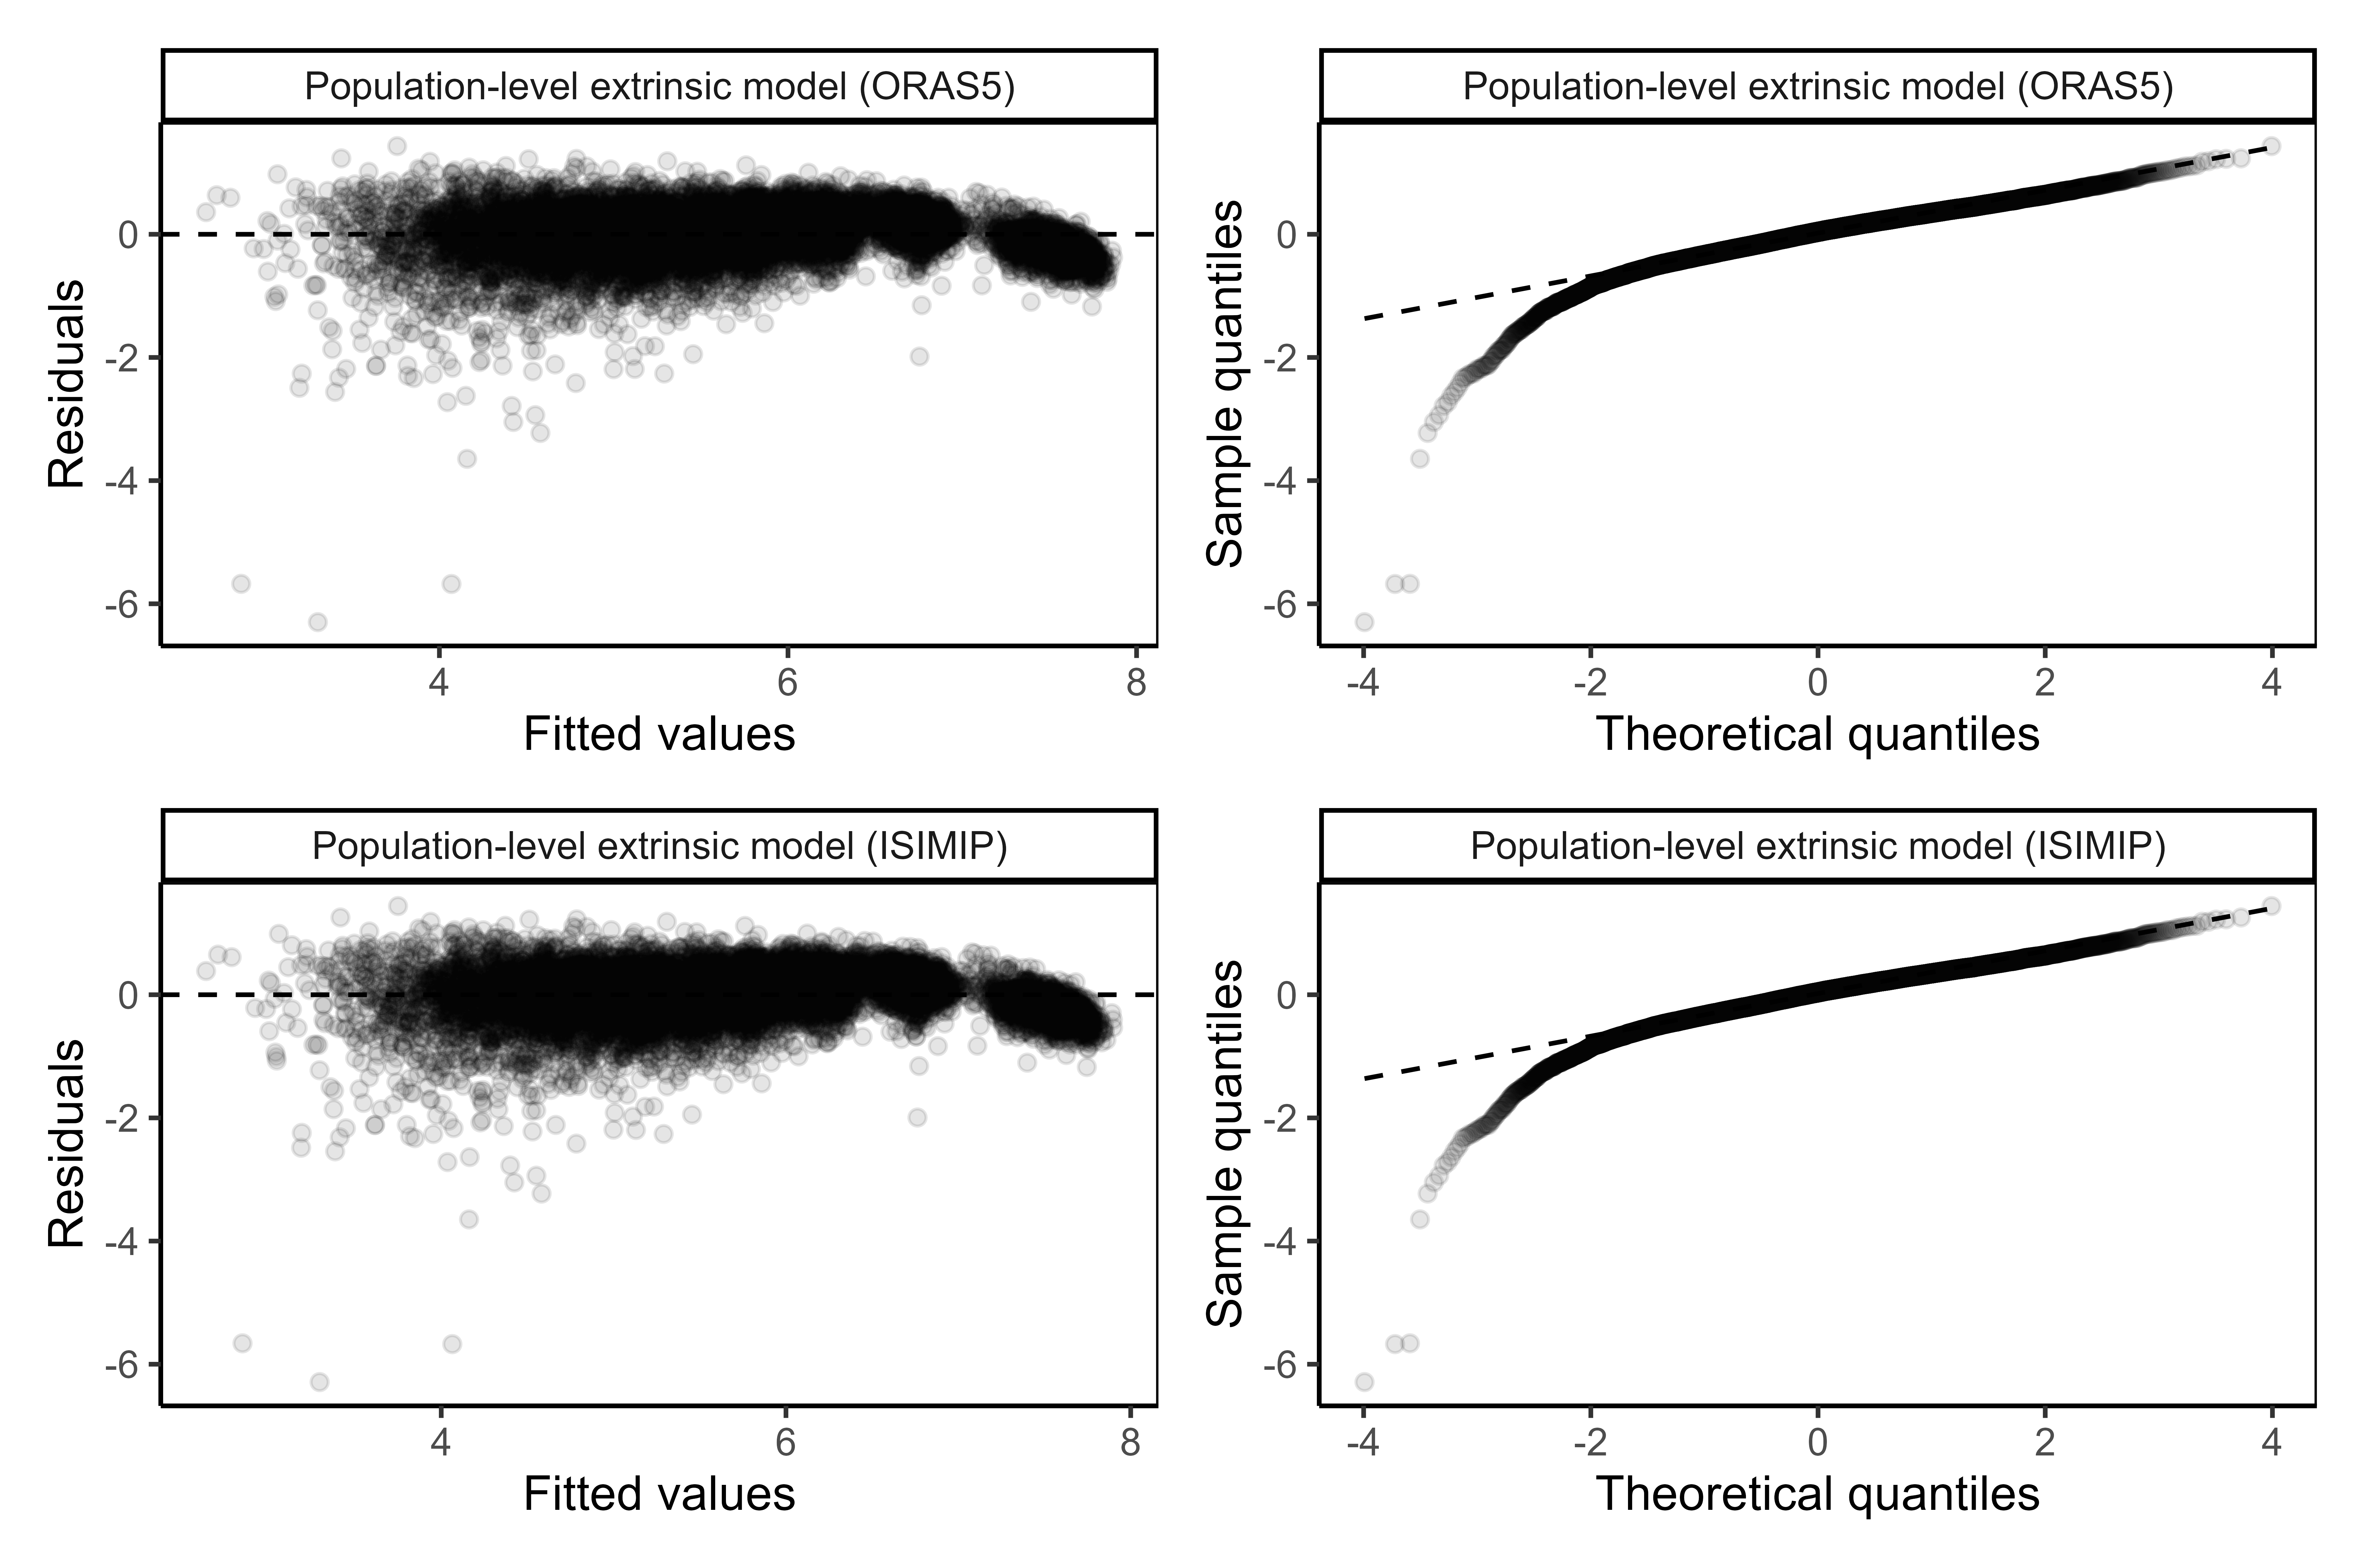 Population-level extrinsic model (ORAS5)
0
-2
-4
-6
Residuals
4 6 8
Fitted values
Population-level extrinsic model (ORAS5)
0
-2
-4
-6
Sample quantiles
-4 -2 0 2 4
Theoretical quantiles
Population-level extrinsic model (ISIMIP)
0
-2
-4
-6
Residuals
4 6 8
Fitted values
Population-level extrinsic model (ISIMIP)
0
-2
-4
-6
Sample quantiles
-4 -2 0 2 4
Theoretical quantiles